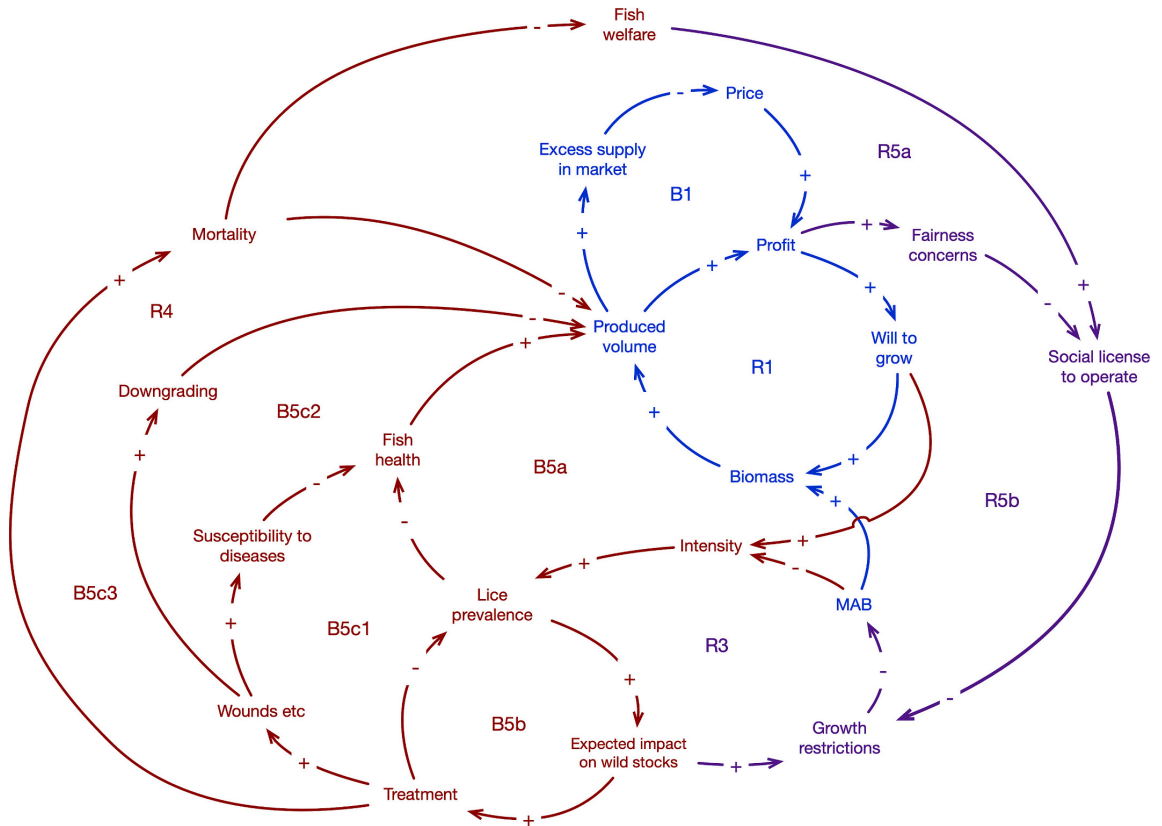 Fish
welfare
-
-
Price
Excess supply
in market
R5a
+
B1
Mortality
+
+
Profit
+
Fairness
concerns
+
+
+
-
-
R4
-
Produced
volume
+
Will to
grow
Social license
to operate
R1
Downgrading
B5c2
+
Fish
health
+
+
B5a
Biomass
-
R5b
+
-
Susceptibility to
diseases
Intensity
+
+
-
B5c3
Lice
prevalence
MAB
+
B5c1
R3
-
+
-
Wounds etc
-
B5b
Expected impact
on wild stocks
Growth
restrictions
+
+
Treatment
+